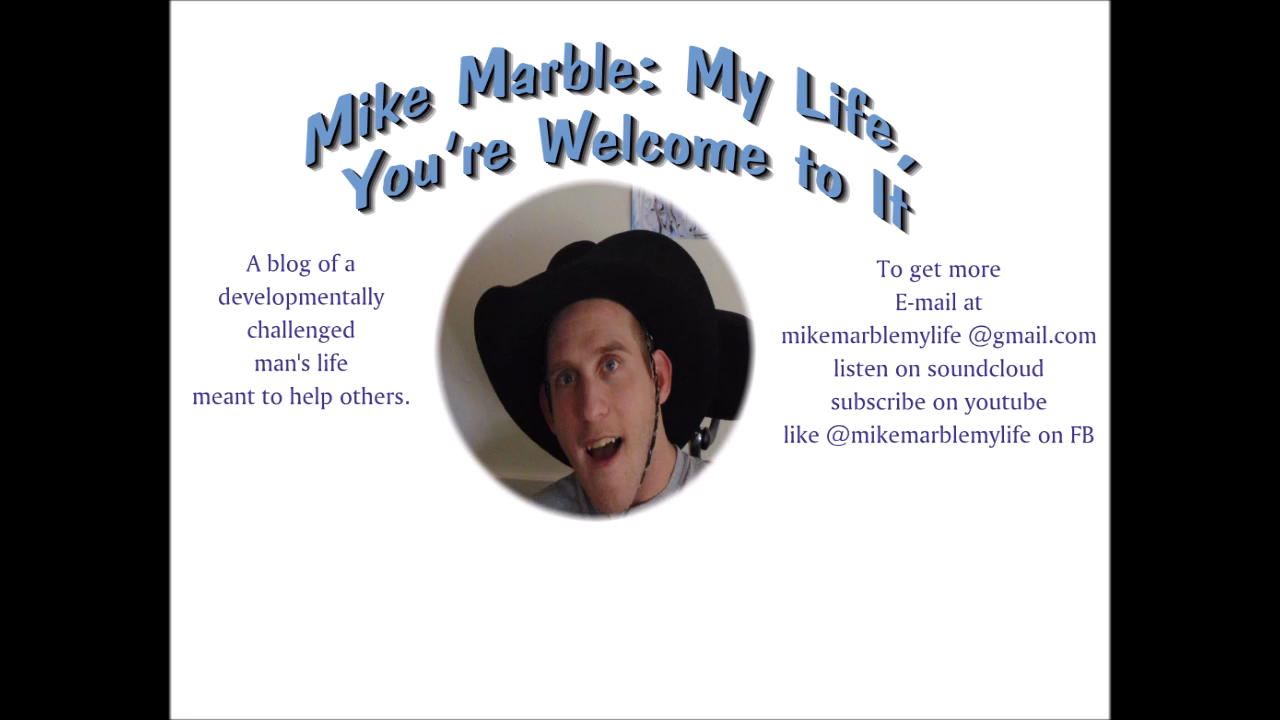 Mike Marble: My Life,
You're Welcome to It
A blog of a
developmentally
challenged
man's life
meant to help others.
To get more
E-mail at
mikemarblemylife @gmail.com
listen on soundcloud
subscribe on youtube
like @mikemarblemylife on FB